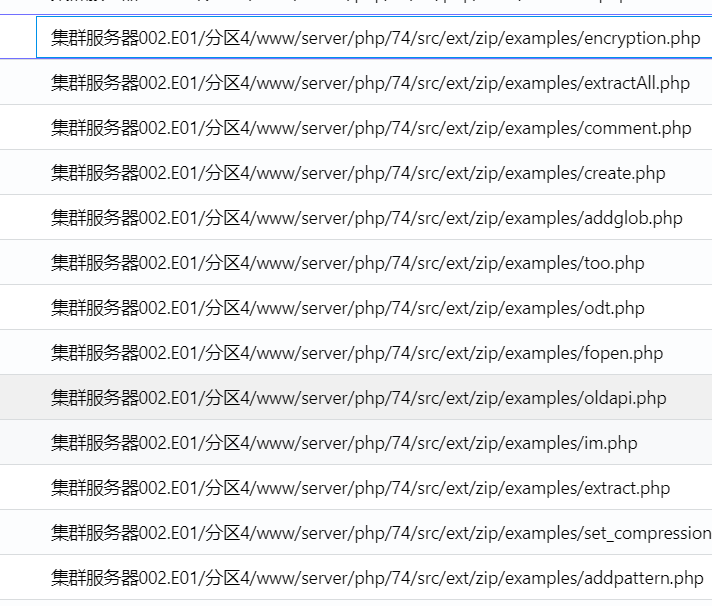 集群服务器002.E01/分区4/www/server/php/74/src/ext/zip/examples/encryption.php
集群服务器002.E01/分区4/www/server/php/74/src/ext/zip/examples/extractAll.php
集群服务器002.E01/分区4/www/server/php/74/src/ext/zip/examples/comment.php
集群服务器002.E01/分区4/www/server/php/74/src/ext/zip/examples/create.php
集群服务器002.E01/分区4/www/server/php/74/src/ext/zip/examples/addglob.php
集群服务器002.E01/分区4/www/server/php/74/src/ext/zip/examples/too.php
集群服务器002.E01/分区4/www/server/php/74/src/ext/zip/examples/odt.php
集群服务器002.E01/分区4/www/server/php/74/src/ext/zip/examples/fopen.php
集群服务器002.E01/分区4/www/server/php/74/src/ext/zip/examples/oldapi.php
集群服务器002.E01/分区4/www/server/php/74/src/ext/zip/examples/im.php
集群服务器002.E01/分区4/www/server/php/74/src/ext/zip/examples/extract.php
集群服务器002.E01/分区4/www/server/php/74/src/ext/zip/examples/set_compression
集群服务器002.E01/分区4/www/server/php/74/src/ext/zip/examples/addpattern.php